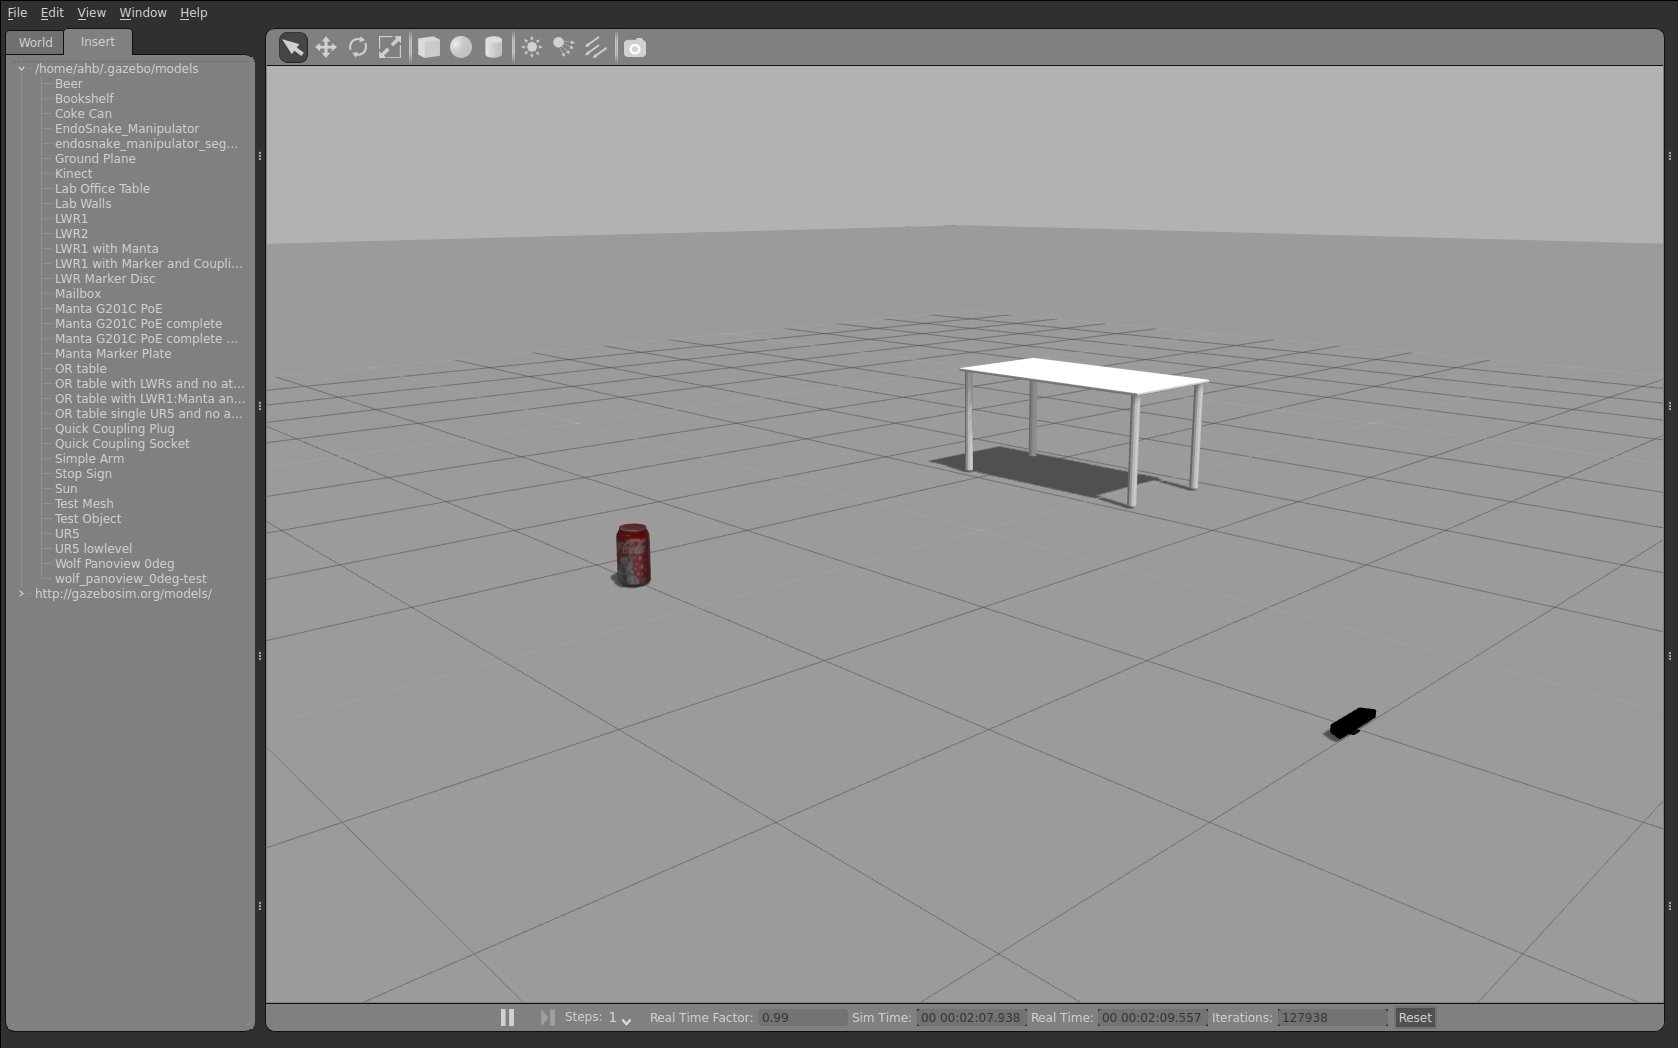 File Edit View Window Help
World Insert
/home/ahb/.gazebo/models
Beer
Bookshelf
Coke Can
EndoSnake_Manipulator
endosnake_manipulator_seg...
Ground Plane
Kinect
Lab Office Table
Lab Walls
LWR1
LWR2
LWR1 with Manta
LWR1 with Marker and Coupli...
LWR Marker Disc
Mailbox
Manta G201C PoE
Manta G201C PoE complete
Manta G201C PoE complete ...
Manta Marker Plate
OR table
OR table with LWRs and no at...
OR table with LWR1:Manta an...
OR table single UR5 and no a...
Quick Coupling Plug
Quick Coupling Socket
Simple Arm
Stop Sign
Sun
Test Mesh
Test Object
UR5
UR5 lowlevel
Wolf Panoview 0deg
wolf_panoview_0deg-test
http://gazebosim.org/models/
Steps: 1 Real Time Factor: 0.99 Sim Time: 00 00:02:07.938 Real Time: 00 00:02:09.557 Iterations: 127938 Reset